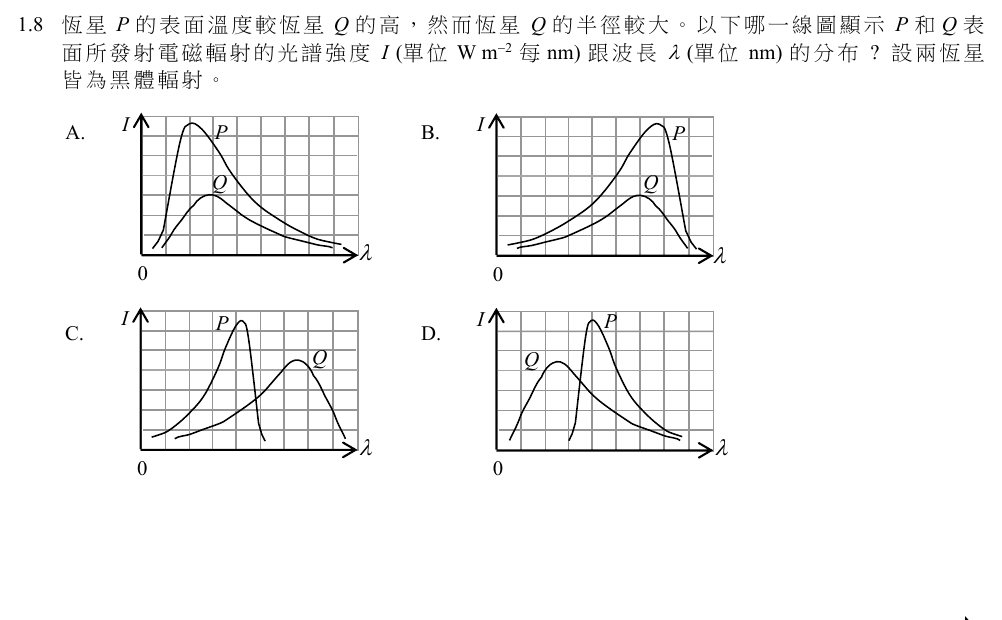 1.8 恆星 P 的表面溫度較恆星 Q 的高，然而恆星 Q 的半徑較大。以下哪一線圖顯示 P 和 Q 表
面所發射電磁輻射的光譜強度 I (單位 W m⁻² 每 nm) 跟波長 λ (單位 nm) 的分布？設兩恆星
皆為黑體輻射。
A. I P Q λ 0
B. I P Q λ 0
C. I P Q λ 0
D. I Q P λ 0